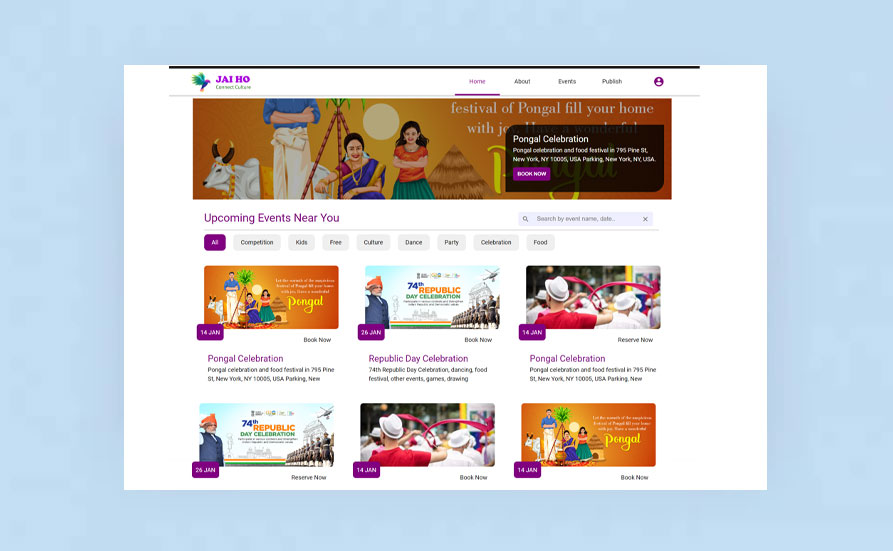 JAI HO
Connect Culture
Home About Events Publish
festival of Pongal fill your home
with joy. Have a wonderful
Pongal
Pongal Celebration
Pongal celebration and food festival in 795 Pine St,
New York, NY 10005, USA Parking, New York, NY, USA.
BOOK NOW
Upcoming Events Near You
Search by event name, date..
All Competition Kids Free Culture Dance Party Celebration Food
Let the warmth of the auspicious
festival of Pongal fill your home
with joy. Have a wonderful
Pongal
14 JAN
Book Now
Pongal Celebration
Pongal celebration and food festival in 795 Pine
St, New York, NY 10005, USA Parking, New
74th
REPUBLIC
DAY CELEBRATION
26 JAN
Book Now
Republic Day Celebration
74th Republic Day Celebration, dancing, food
festival, other events, games, drawing
14 JAN
Reserve Now
Pongal Celebration
Pongal celebration and food festival in 795 Pine
St, New York, NY 10005, USA Parking, New
74th
REPUBLIC
DAY CELEBRATION
26 JAN
Reserve Now
14 JAN
Book Now
Let the warmth of the auspicious
festival of Pongal fill your home
with joy. Have a wonderful
Pongal
14 JAN
Book Now